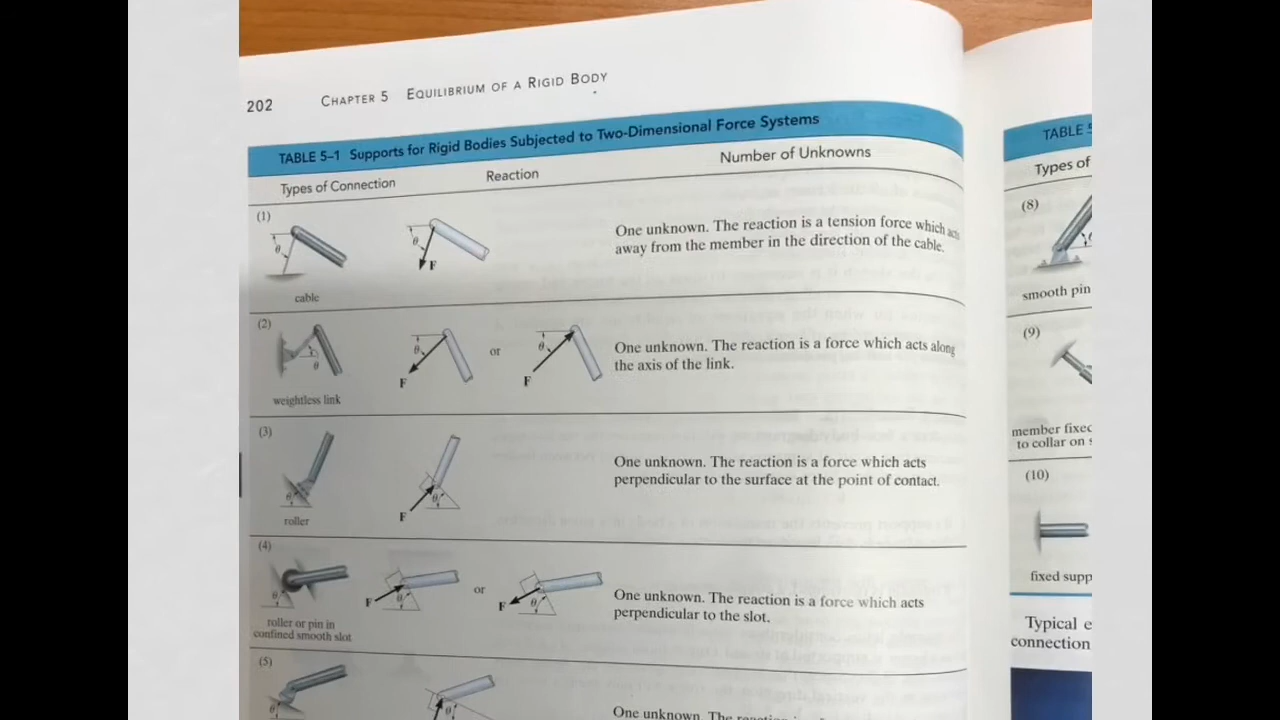 202 CHAPTER 5 EQUILIBRIUM OF A RIGID BODY
TABLE 5–1 Supports for Rigid Bodies Subjected to Two-Dimensional Force Systems
Types of Connection Reaction Number of Unknowns
(1)
θ
θ
F
cable
One unknown. The reaction is a tension force which acts
away from the member in the direction of the cable.
(2)
θ
θ
F
or
θ
F
weightless link
One unknown. The reaction is a force which acts along
the axis of the link.
(3)
θ
θ
F
roller
One unknown. The reaction is a force which acts
perpendicular to the surface at the point of contact.
(4)
θ
F
θ
or
F
θ
roller or pin in
confined smooth slot
One unknown. The reaction is a force which acts
perpendicular to the slot.
(5)
θ
θ
One unknown. The
TABLE
Types of
(8)
smooth pin
(9)
member fixed
to collar on
(10)
fixed supp
Typical e
connection